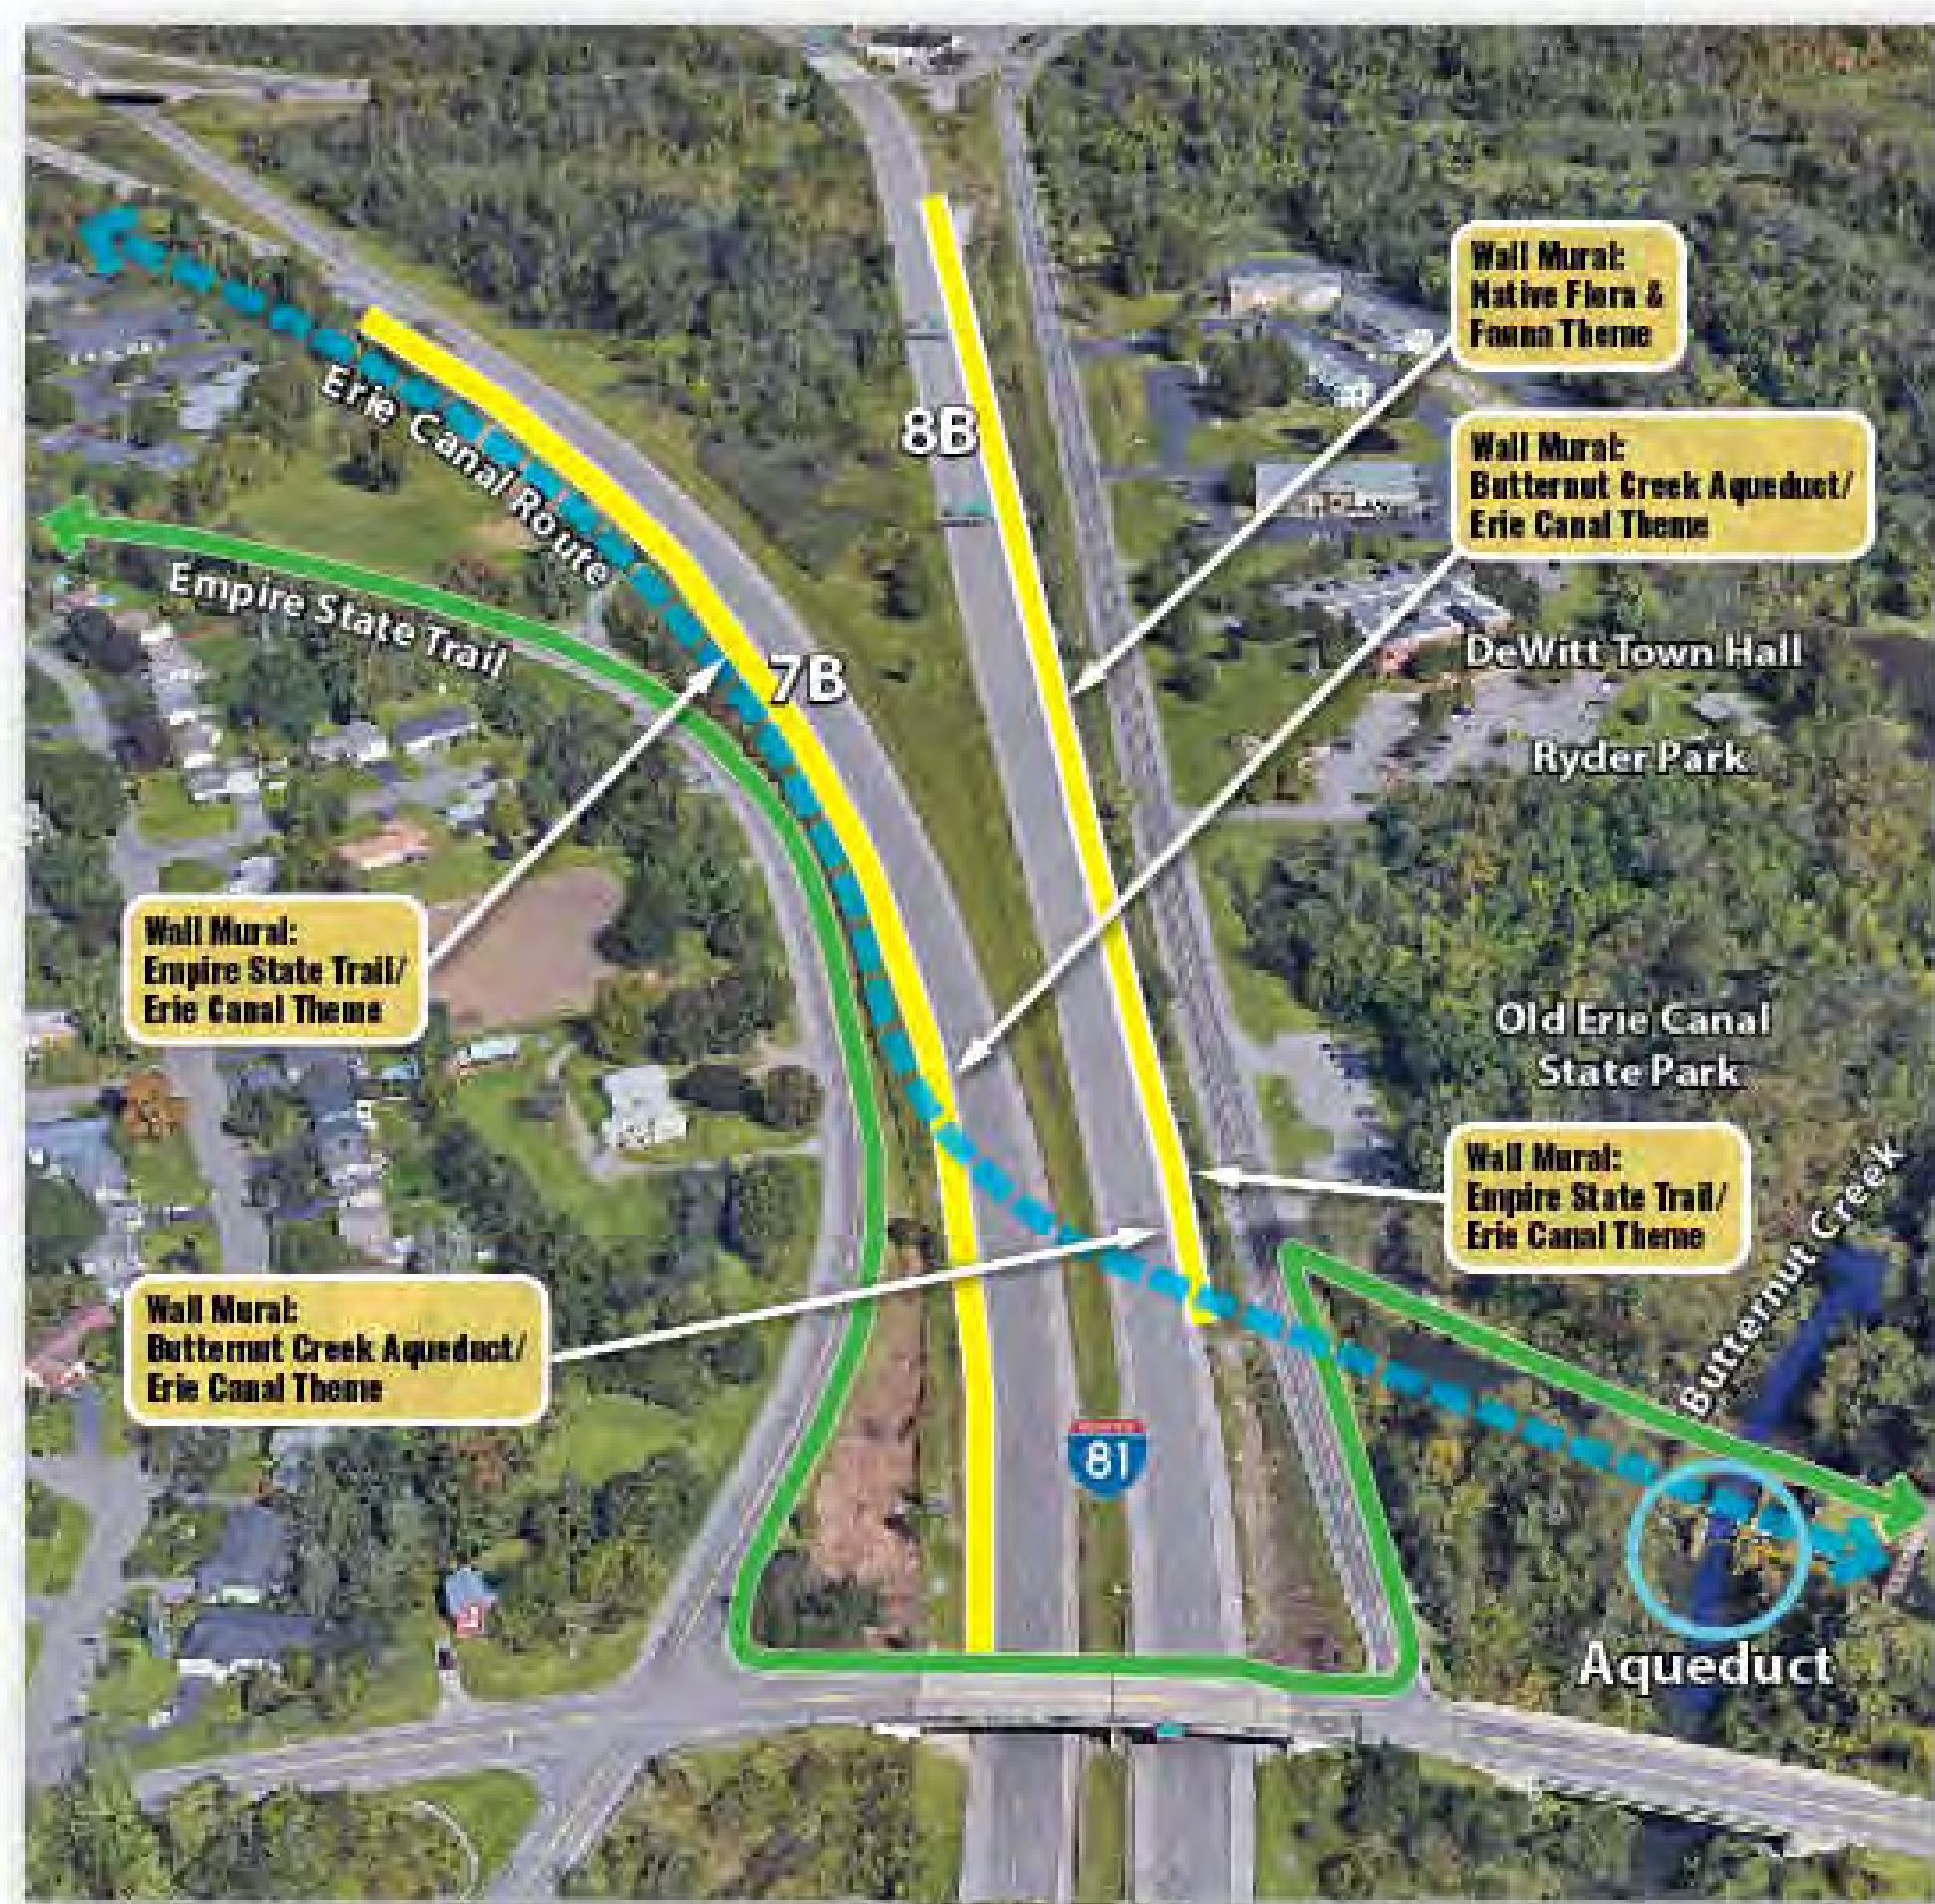 Wall Mural:
Native Flora &
Fauna Theme
8B
Wall Mural:
Butternut Creek Aqueduct/
Erie Canal Theme
Erie Canal Route
Empire State Trail
7B
DeWitt Town Hall
Ryder Park
Wall Mural:
Empire State Trail/
Erie Canal Theme
Old Erie Canal
State Park
Wall Mural:
Empire State Trail/
Erie Canal Theme
Butternut Creek
Wall Mural:
Butternut Creek Aqueduct/
Erie Canal Theme
81
Aqueduct